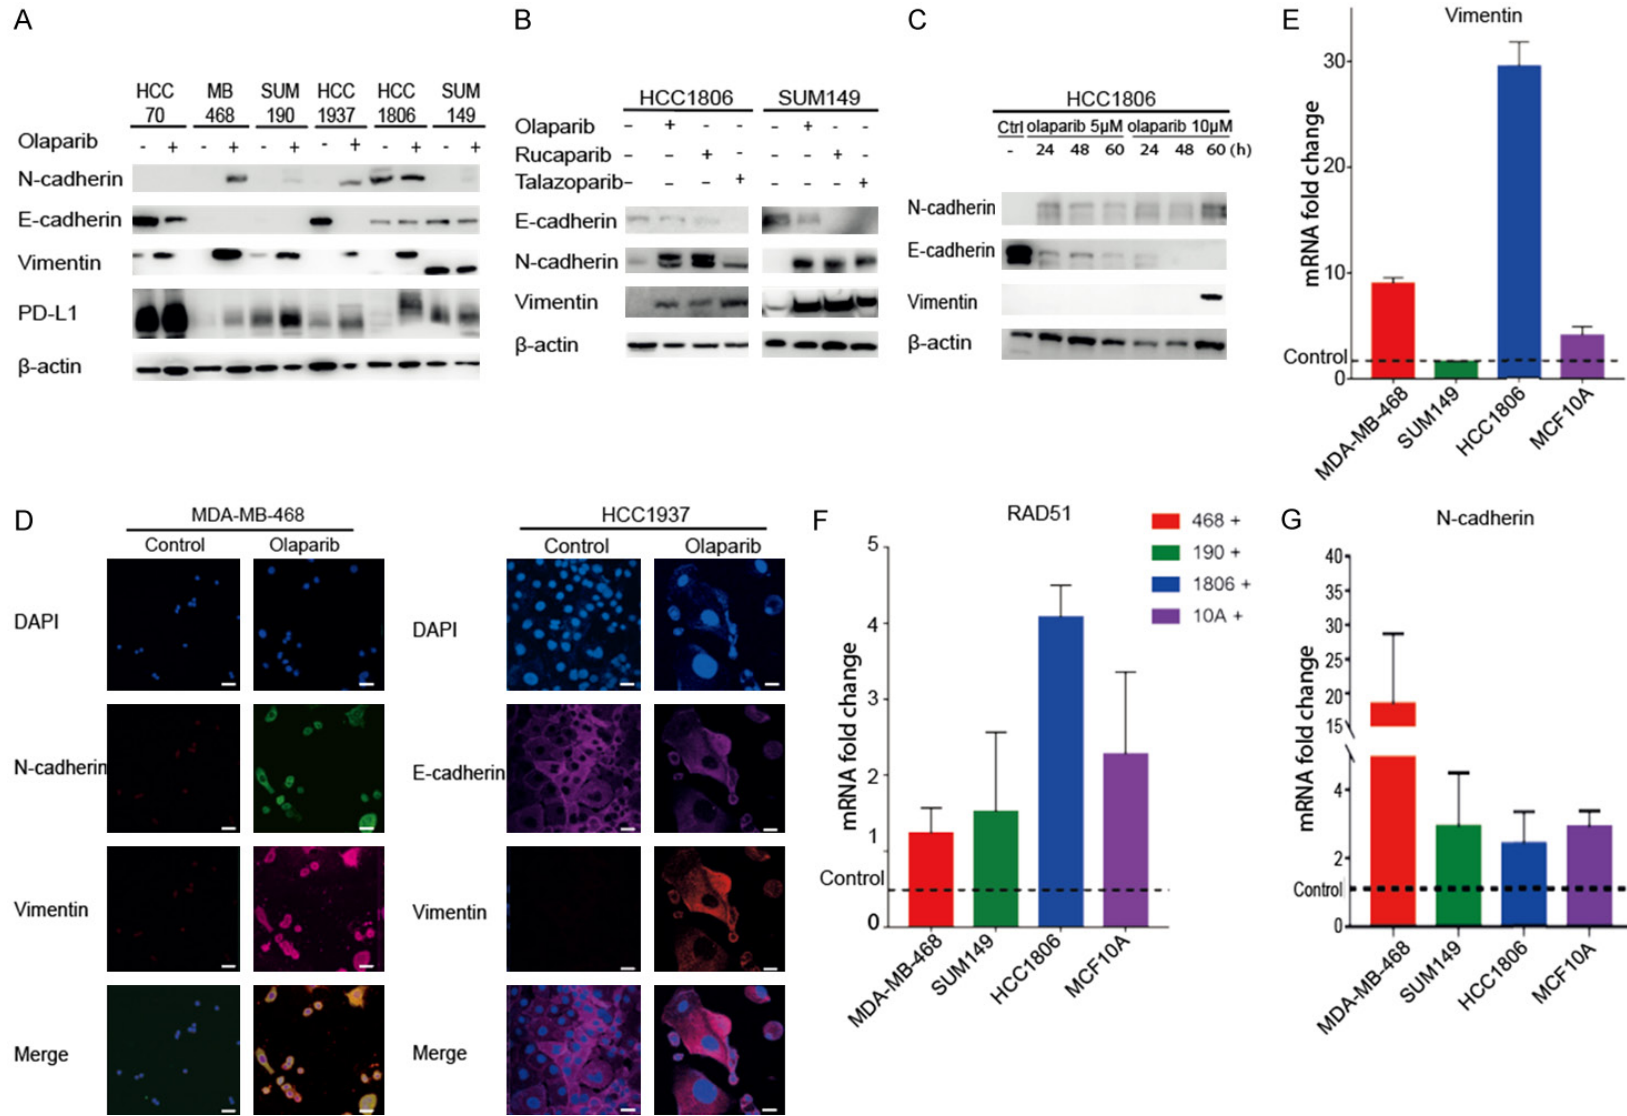 A
HCC MB SUM HCC HCC SUM
70 468 190 1937 1806 149
Olaparib - + - + - + - + - + - +
N-cadherin
E-cadherin
Vimentin
PD-L1
β-actin
B
HCC1806 SUM149
Olaparib - + - - - + - -
Rucaparib - - + - - - + -
Talazoparib - - - + - - - +
E-cadherin
N-cadherin
Vimentin
β-actin
C
HCC1806
Ctrl olaparib 5µM olaparib 10µM
- 24 48 60 24 48 60 (h)
N-cadherin
E-cadherin
Vimentin
β-actin
E
Vimentin
mRNA fold change
30
20
10
Control
0
MDA-MB-468
SUM149
HCC1806
MCF10A
D
MDA-MB-468
Control Olaparib
DAPI
N-cadherin
Vimentin
Merge
HCC1937
Control Olaparib
DAPI
E-cadherin
Vimentin
Merge
F
RAD51
mRNA fold change
5
4
3
2
1
Control
0
MDA-MB-468
SUM149
HCC1806
MCF10A
468 +
190 +
1806 +
10A +
G
N-cadherin
mRNA fold change
40
35
30
25
20
15
4
2
Control
0
MDA-MB-468
SUM149
HCC1806
MCF10A